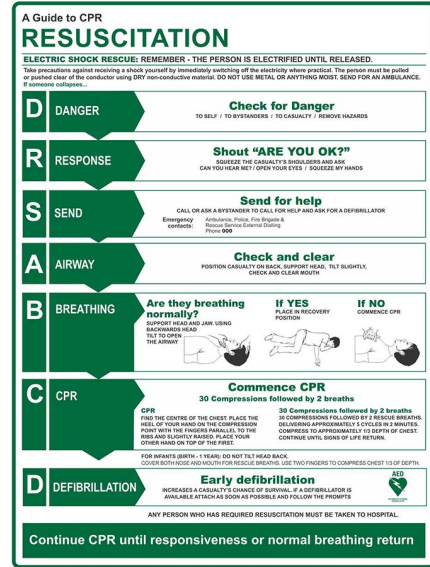 A Guide to CPR
RESUSCITATION
ELECTRIC SHOCK RESCUE: REMEMBER - THE PERSON IS ELECTRIFIED UNTIL RELEASED.
Take precautions against receiving a shock yourself by immediately switching off the electricity where practical. The person must be pulled
or pushed clear of the conductor using DRY non-conductive material. DO NOT USE METAL OR ANYTHING MOIST. SEND FOR AN AMBULANCE.
If someone collapses...
D DANGER
Check for Danger
TO SELF / TO BYSTANDERS / TO CASUALTY / REMOVE HAZARDS
R RESPONSE
Shout "ARE YOU OK?"
SQUEEZE THE CASUALTY'S SHOULDERS AND ASK
CAN YOU HEAR ME? / OPEN YOUR EYES / SQUEEZE MY HANDS
S SEND
Send for help
CALL OR ASK A BYSTANDER TO CALL FOR HELP AND ASK FOR A DEFIBRILLATOR
Emergency contacts:
Ambulance, Police, Fire Brigade &
Rescue Service External Dialling
Phone 000
A AIRWAY
Check and clear
POSITION CASUALTY ON BACK, SUPPORT HEAD, TILT SLIGHTLY,
CHECK AND CLEAR MOUTH
B BREATHING
Are they breathing
normally?
SUPPORT HEAD AND JAW. USING
BACKWARDS HEAD
TILT TO OPEN
THE AIRWAY
If YES
PLACE IN RECOVERY
POSITION
If NO
COMMENCE CPR
C CPR
Commence CPR
30 Compressions followed by 2 breaths
CPR
FIND THE CENTRE OF THE CHEST. PLACE THE
HEEL OF YOUR HAND ON THE COMPRESSION
POINT WITH THE FINGERS PARALLEL TO THE
RIBS AND SLIGHTLY RAISED. PLACE YOUR
OTHER HAND ON TOP OF THE FIRST.
30 Compressions followed by 2 breaths
30 COMPRESSIONS FOLLOWED BY 2 RESCUE BREATHS.
DELIVERING APPROXIMATELY 5 CYCLES IN 2 MINUTES.
COMPRESS TO APPROXIMATELY 1/3 DEPTH OF CHEST.
CONTINUE UNTIL SIGNS OF LIFE RETURN.
FOR INFANTS (BIRTH - 1 YEAR): DO NOT TILT HEAD BACK.
COVER BOTH NOSE AND MOUTH FOR RESCUE BREATHS. USE TWO FINGERS TO COMPRESS CHEST 1/3 OF DEPTH.
D DEFIBRILLATION
Early defibrillation
INCREASES A CASUALTY'S CHANCE OF SURVIVAL. IF A DEFIBRILLATOR IS
AVAILABLE ATTACH AS SOON AS POSSIBLE AND FOLLOW THE PROMPTS
AED
ANY PERSON WHO HAS REQUIRED RESUSCITATION MUST BE TAKEN TO HOSPITAL.
Continue CPR until responsiveness or normal breathing return